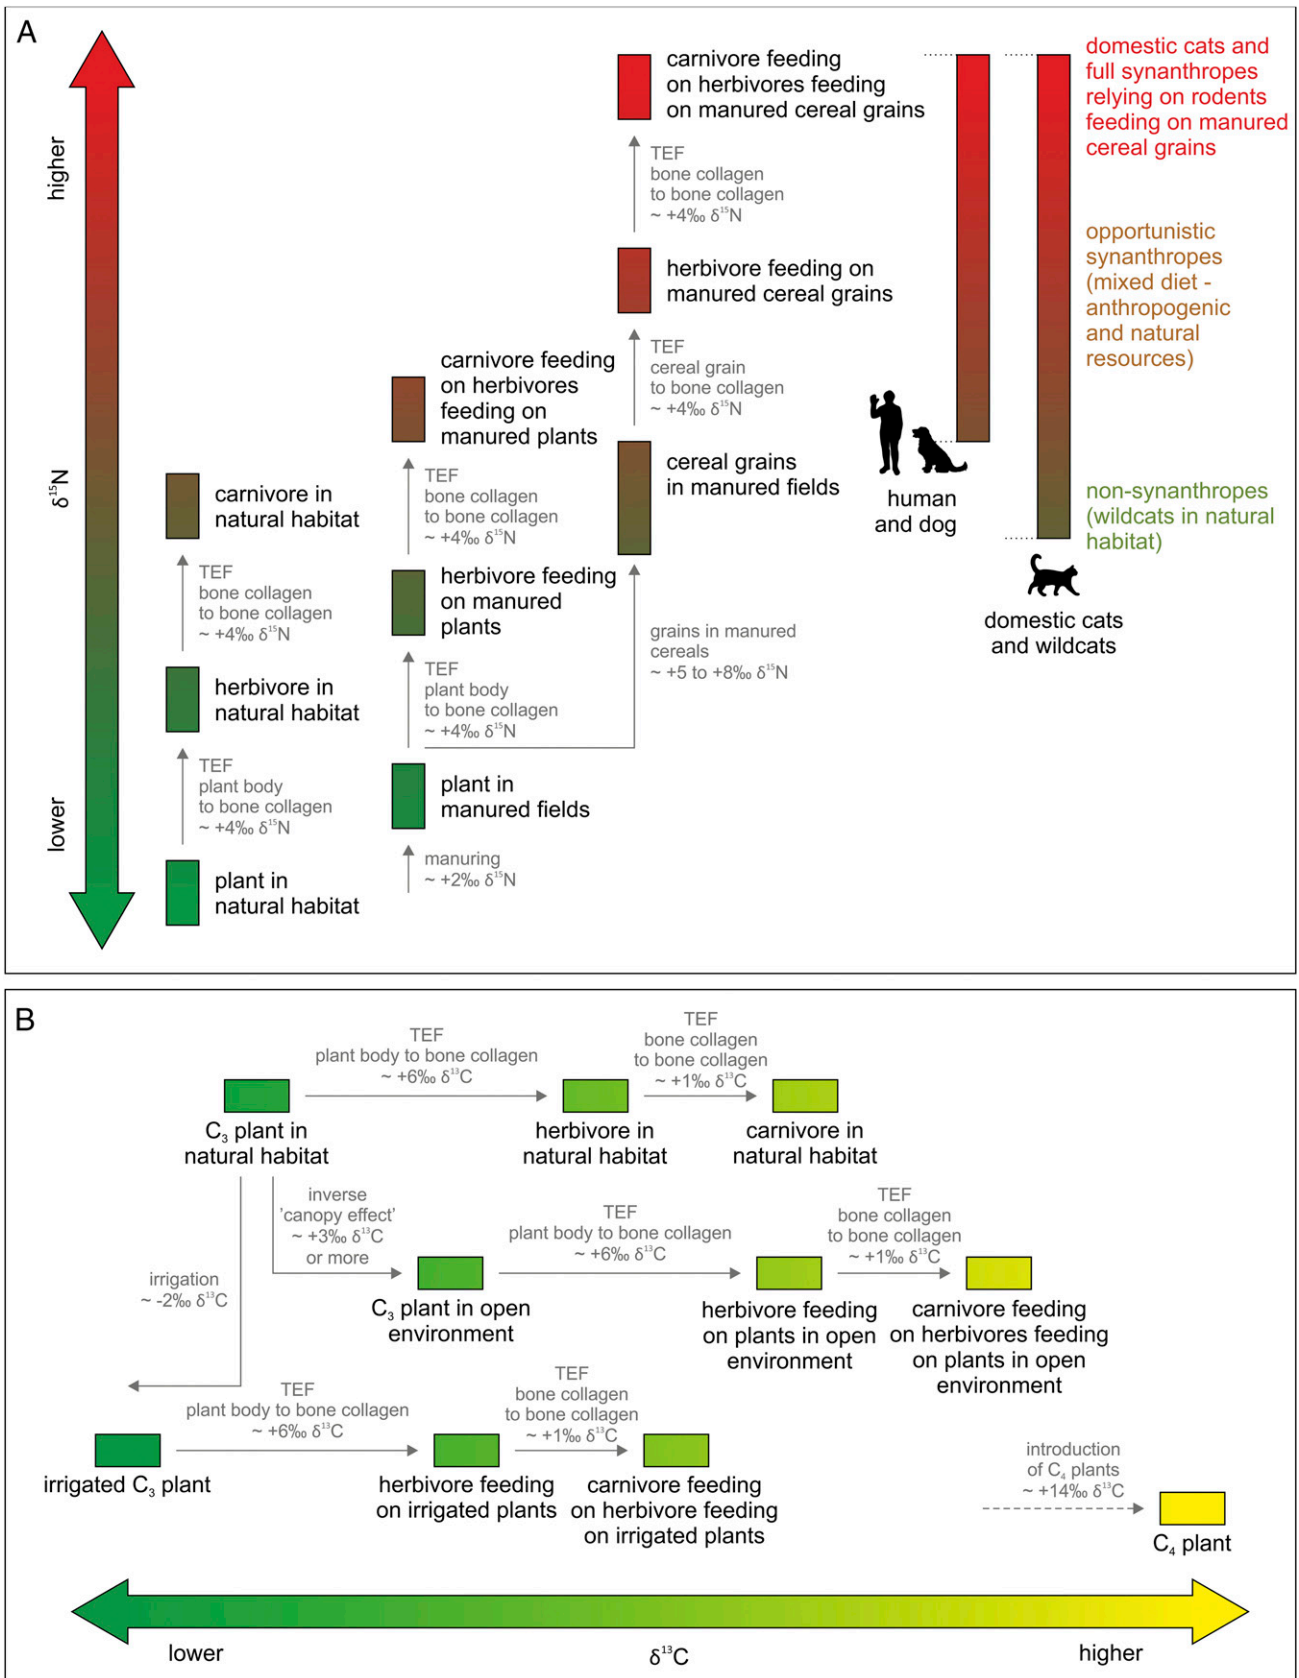 A
higher
δ¹⁵N
lower
carnivore in
natural habitat
TEF
bone collagen
to bone collagen
~ +4‰ δ¹⁵N
herbivore in
natural habitat
TEF
plant body
to bone collagen
~ +4‰ δ¹⁵N
plant in
natural habitat
carnivore feeding
on herbivores
feeding on
manured plants
TEF
bone collagen
to bone collagen
~ +4‰ δ¹⁵N
herbivore feeding
on manured
plants
TEF
plant body
to bone collagen
~ +4‰ δ¹⁵N
plant in
manured fields
manuring
~ +2‰ δ¹⁵N
carnivore feeding
on herbivores feeding
on manured cereal grains
TEF
bone collagen
to bone collagen
~ +4‰ δ¹⁵N
herbivore feeding on
manured cereal grains
TEF
cereal grain
to bone collagen
~ +4‰ δ¹⁵N
cereal grains
in manured fields
grains in manured
cereals
~ +5 to +8‰ δ¹⁵N
human
and dog
domestic cats
and wildcats
domestic cats and
full synanthropes
relying on rodents
feeding on manured
cereal grains
opportunistic
synanthropes
(mixed diet -
anthropogenic
and natural
resources)
non-synanthropes
(wildcats in natural
habitat)
B
TEF
plant body to bone collagen
~ +6‰ δ¹³C
TEF
bone collagen
to bone collagen
~ +1‰ δ¹³C
C₃ plant in
natural habitat
herbivore in
natural habitat
carnivore in
natural habitat
inverse
'canopy effect'
~ +3‰ δ¹³C
or more
TEF
plant body to bone collagen
~ +6‰ δ¹³C
TEF
bone collagen
to bone collagen
~ +1‰ δ¹³C
irrigation
~ -2‰ δ¹³C
C₃ plant in open
environment
herbivore feeding
on plants in open
environment
carnivore feeding
on herbivores feeding
on plants in open
environment
TEF
plant body to bone collagen
~ +6‰ δ¹³C
TEF
bone collagen
to bone collagen
~ +1‰ δ¹³C
irrigated C₃ plant
herbivore feeding
on irrigated plants
carnivore feeding
on herbivore feeding
on irrigated plants
introduction
of C₄ plants
~ +14‰ δ¹³C
C₄ plant
lower
δ¹³C
higher